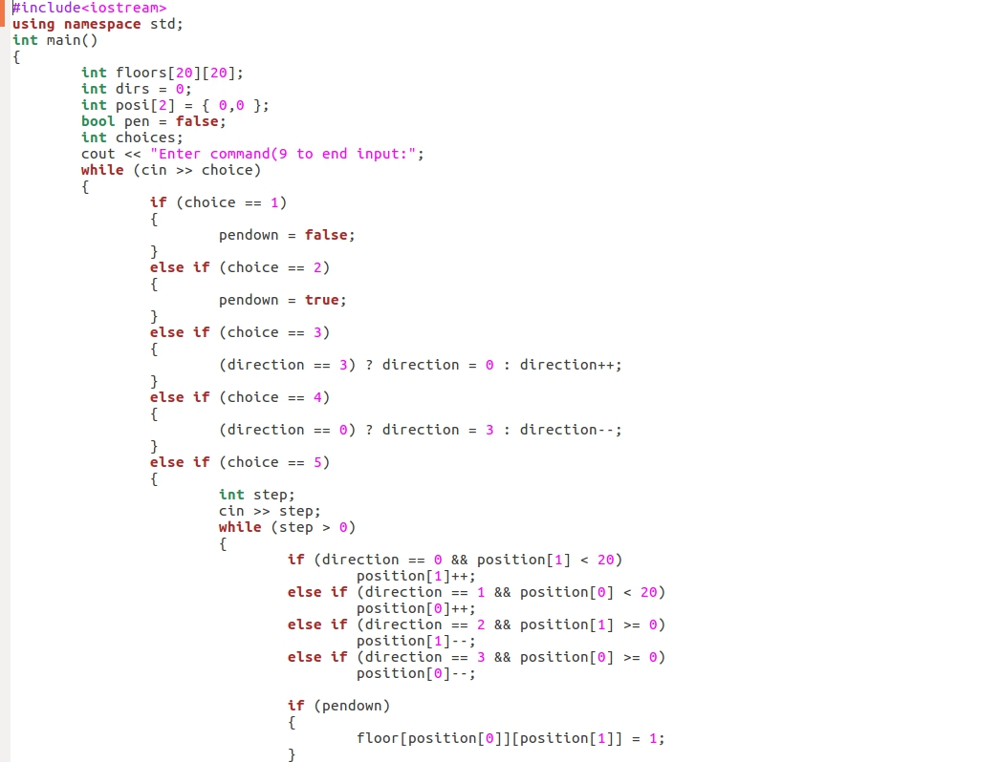 #include<iostream>
using namespace std;
int main()
{
        int floors[20][20];
        int dirs = 0;
        int posi[2] = { 0,0 };
        bool pen = false;
        int choices;
        cout << "Enter command(9 to end input:";
        while (cin >> choice)
        {
                if (choice == 1)
                {
                        pendown = false;
                }
                else if (choice == 2)
                {
                        pendown = true;
                }
                else if (choice == 3)
                {
                        (direction == 3) ? direction = 0 : direction++;
                }
                else if (choice == 4)
                {
                        (direction == 0) ? direction = 3 : direction--;
                }
                else if (choice == 5)
                {
                        int step;
                        cin >> step;
                        while (step > 0)
                        {
                                if (direction == 0 && position[1] < 20)
                                        position[1]++;
                                else if (direction == 1 && position[0] < 20)
                                        position[0]++;
                                else if (direction == 2 && position[1] >= 0)
                                        position[1]--;
                                else if (direction == 3 && position[0] >= 0)
                                        position[0]--;

                                if (pendown)
                                {
                                        floor[position[0]][position[1]] = 1;
                                }